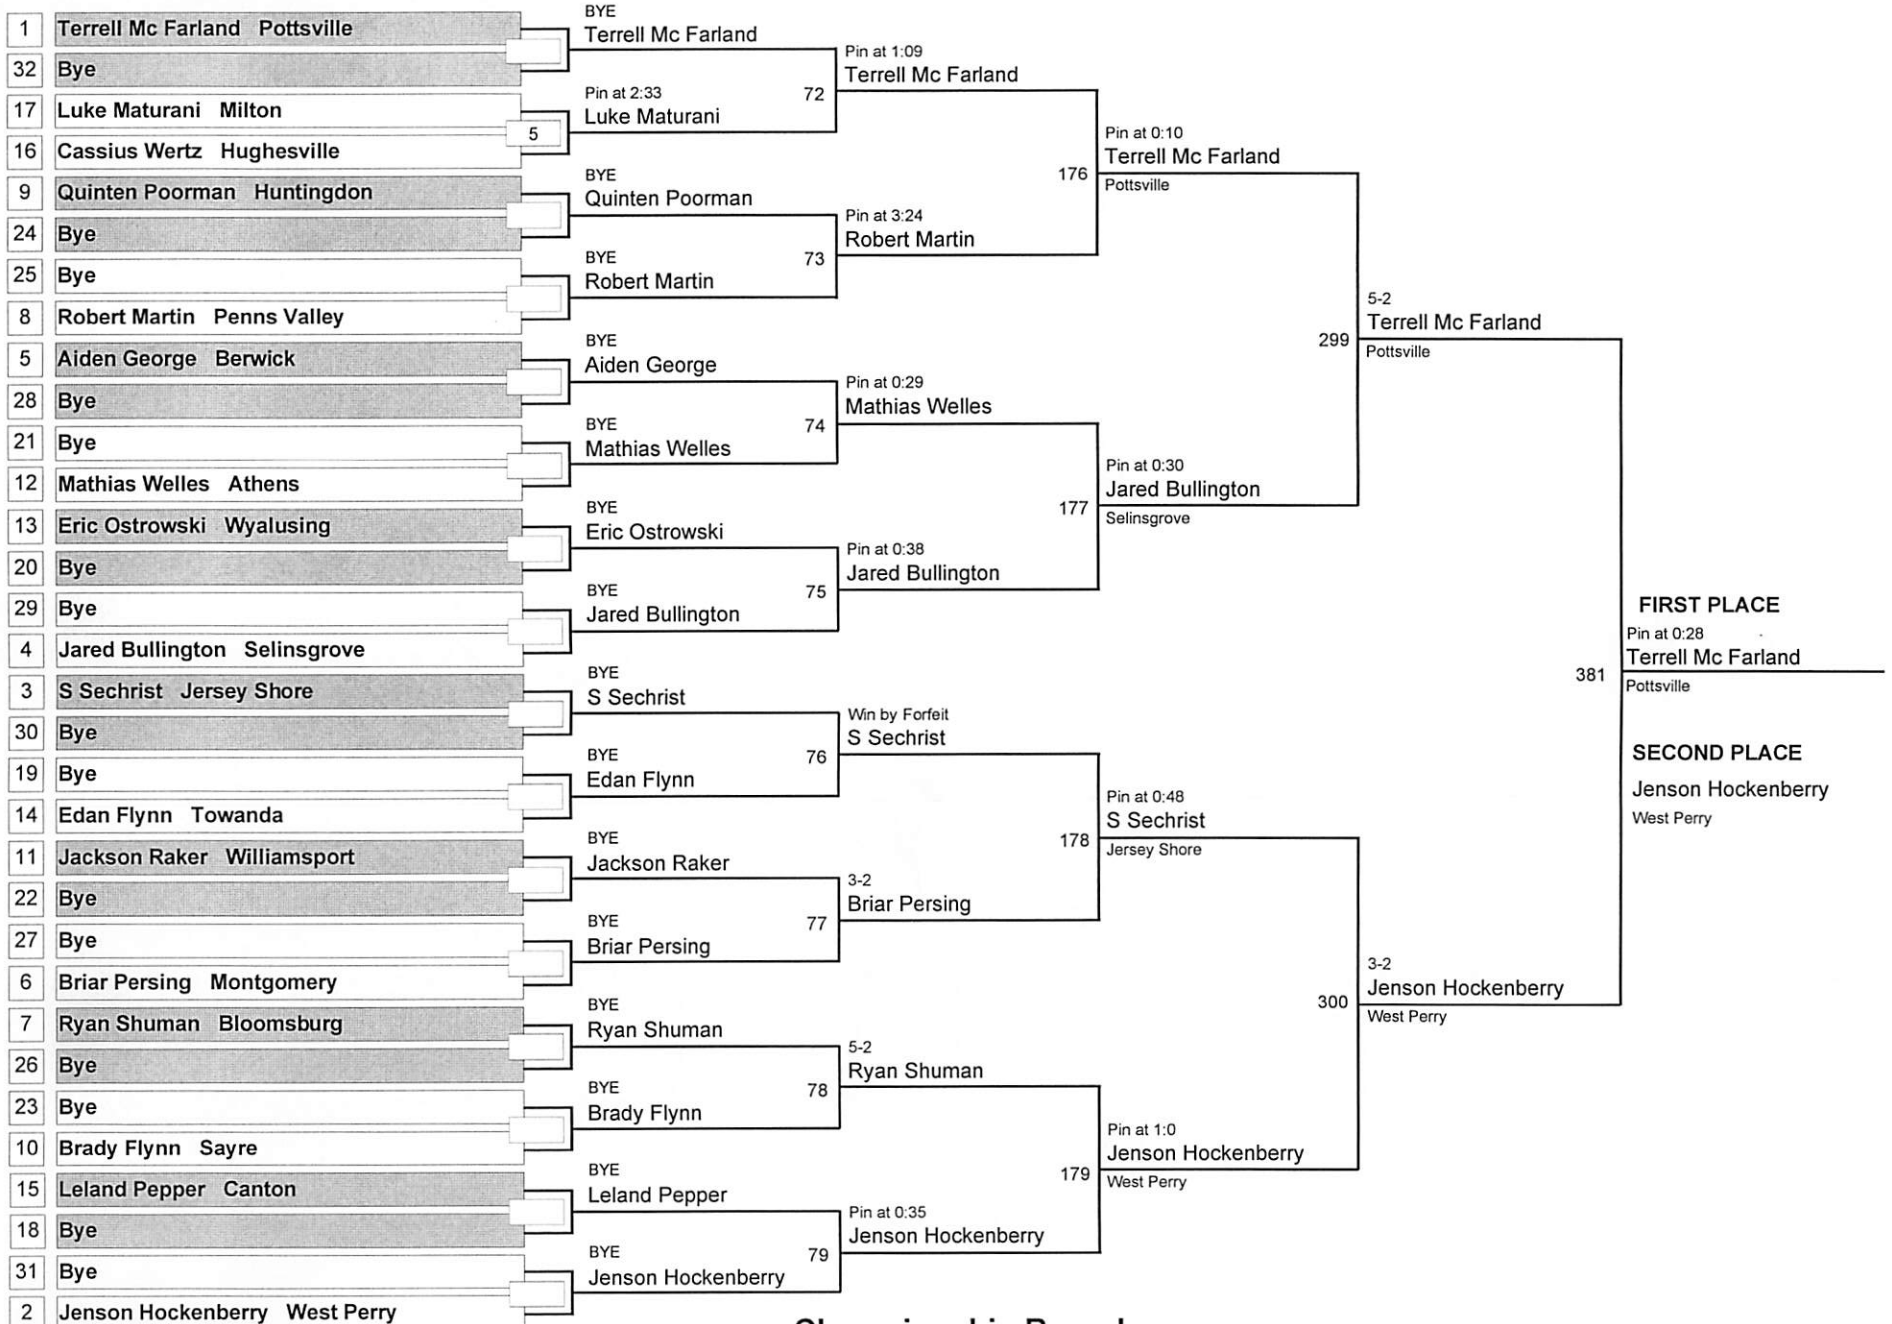 1 Terrell Mc Farland Pottsville
32 Bye
17 Luke Maturani Milton
5
16 Cassius Wertz Hughesville
9 Quinten Poorman Huntingdon
24 Bye
25 Bye
8 Robert Martin Penns Valley
5 Aiden George Berwick
28 Bye
21 Bye
12 Mathias Welles Athens
13 Eric Ostrowski Wyalusing
20 Bye
29 Bye
4 Jared Bullington Selinsgrove
3 S Sechrist Jersey Shore
30 Bye
19 Bye
14 Edan Flynn Towanda
11 Jackson Raker Williamsport
22 Bye
27 Bye
6 Briar Persing Montgomery
7 Ryan Shuman Bloomsburg
26 Bye
23 Bye
10 Brady Flynn Sayre
15 Leland Pepper Canton
18 Bye
31 Bye
2 Jenson Hockenberry West Perry
BYE
Terrell Mc Farland
Pin at 2:33
Luke Maturani
72
BYE
Quinten Poorman
BYE
Robert Martin
73
BYE
Aiden George
BYE
Mathias Welles
74
BYE
Eric Ostrowski
BYE
Jared Bullington
75
BYE
S Sechrist
BYE
Edan Flynn
76
BYE
Jackson Raker
BYE
Briar Persing
77
BYE
Ryan Shuman
BYE
Brady Flynn
78
BYE
Leland Pepper
BYE
Jenson Hockenberry
79
Pin at 1:09
Terrell Mc Farland
176
Pin at 3:24
Robert Martin
Pin at 0:29
Mathias Welles
177
Pin at 0:38
Jared Bullington
Win by Forfeit
S Sechrist
178
3-2
Briar Persing
5-2
Ryan Shuman
179
Pin at 0:35
Jenson Hockenberry
Pin at 0:10
Terrell Mc Farland
Pottsville
299
Pin at 0:30
Jared Bullington
Selinsgrove
Pin at 0:48
S Sechrist
Jersey Shore
300
Pin at 1:0
Jenson Hockenberry
West Perry
5-2
Terrell Mc Farland
Pottsville
381
3-2
Jenson Hockenberry
West Perry
FIRST PLACE
Pin at 0:28
Terrell Mc Farland
Pottsville
SECOND PLACE
Jenson Hockenberry
West Perry